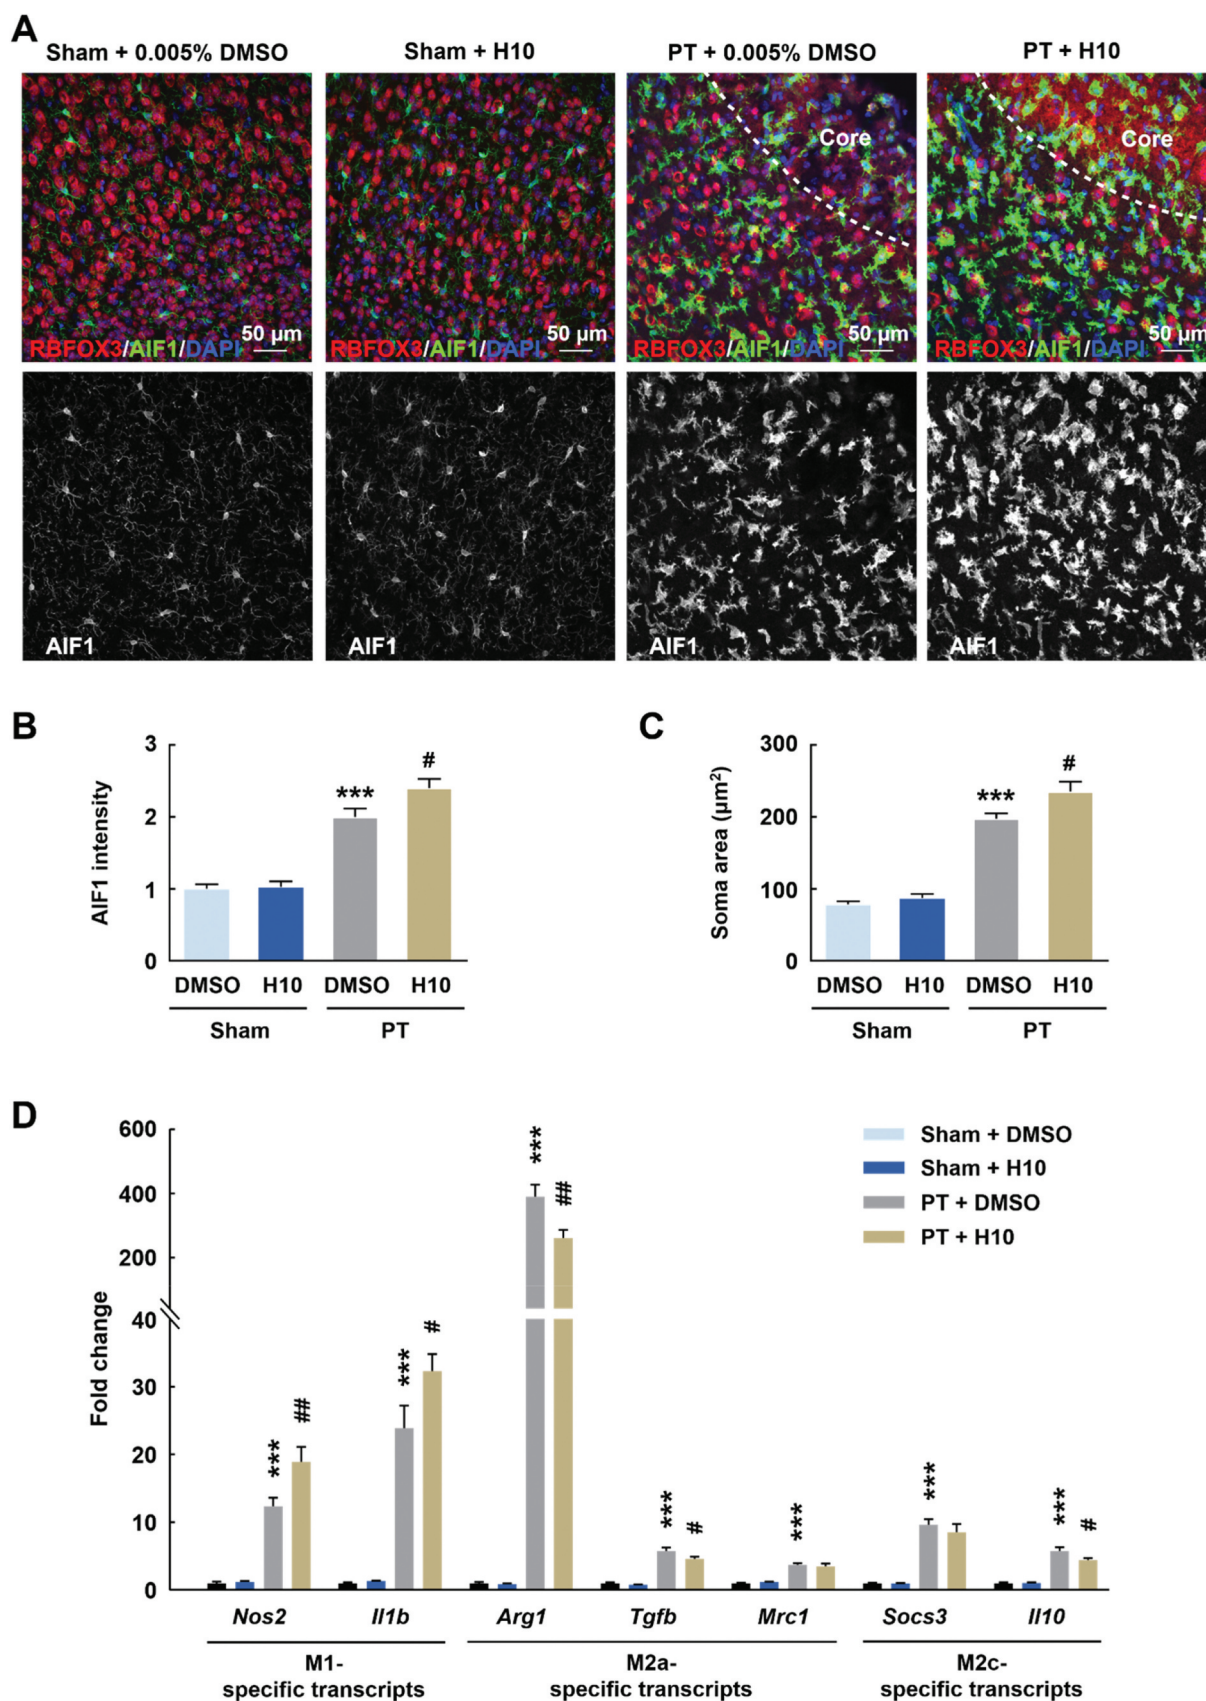 A
Sham + 0.005% DMSO
Sham + H10
PT + 0.005% DMSO
PT + H10
Core
Core
50 µm
50 µm
50 µm
50 µm
RBFOX3/AIF1/DAPI
RBFOX3/AIF1/DAPI
RBFOX3/AIF1/DAPI
RBFOX3/AIF1/DAPI
AIF1
AIF1
AIF1
AIF1
B
AIF1 intensity
3
2
1
0
***
#
DMSO
H10
DMSO
H10
Sham
PT
C
Soma area (µm²)
300
200
100
0
***
#
DMSO
H10
DMSO
H10
Sham
PT
D
Fold change
600
400
200
40
30
20
10
0
Sham + DMSO
Sham + H10
PT + DMSO
PT + H10
***
##
***
#
***
##
***
#
***
***
***
#
Nos2
Il1b
Arg1
Tgfb
Mrc1
Socs3
Il10
M1-
specific transcripts
M2a-
specific transcripts
M2c-
specific transcripts